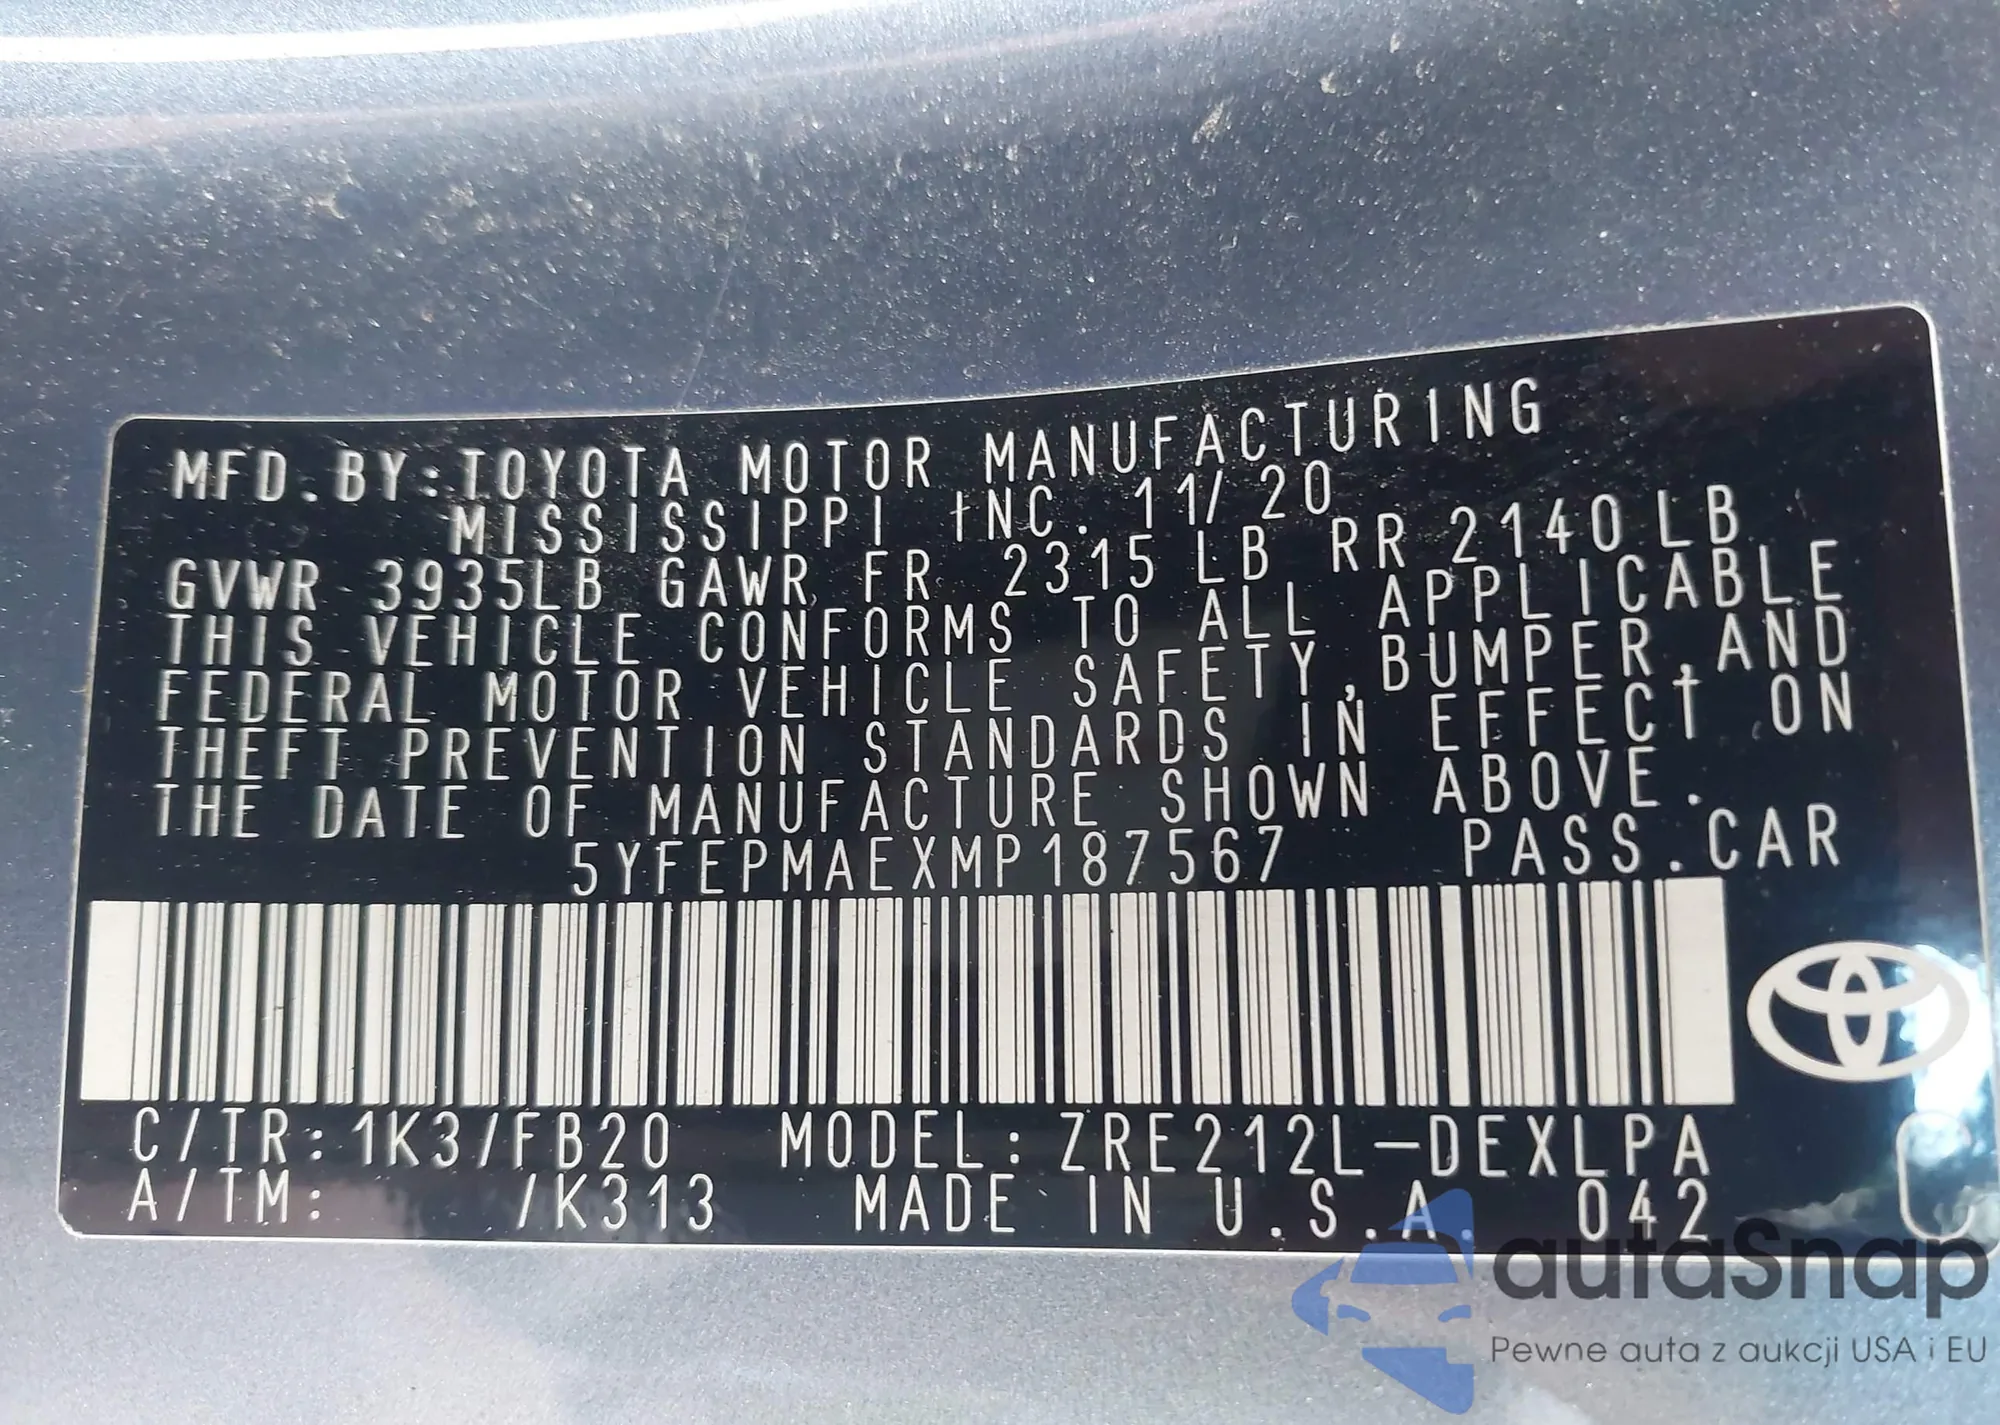 MFD.BY:TOYOTA MOTOR MANUFACTURING
MISSISSIPPI INC. 11/20
GVWR 3935LB GAWR FR 2315 LB RR 2140LB
THIS VEHICLE CONFORMS TO ALL APPLICABLE
FEDERAL MOTOR VEHICLE SAFETY,BUMPER,AND
THEFT PREVENTION STANDARDS IN EFFECT ON
THE DATE OF MANUFACTURE SHOWN ABOVE.
5YFEPMAEXMP187567 PASS.CAR
C/TR:1K3/FB20 MODEL:ZRE212L-DEXLPA
A/TM: /K313 MADE IN U.S.A. 042
C
autaSnap
Pewne auta z aukcji USA i EU